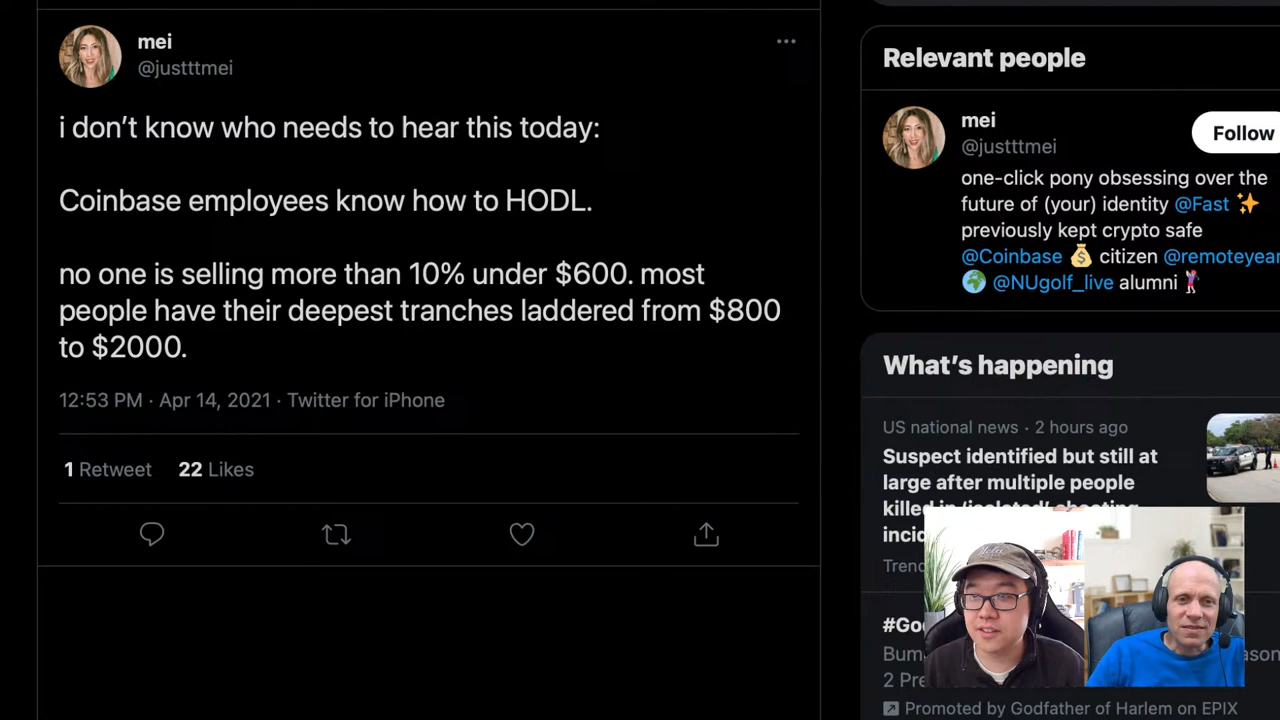 mei
@justttmei
i don't know who needs to hear this today:
Coinbase employees know how to HODL.
no one is selling more than 10% under $600. most
people have their deepest tranches laddered from $800
to $2000.
12:53 PM · Apr 14, 2021 · Twitter for iPhone
1 Retweet 22 Likes
Relevant people
mei
@justttmei
Follow
one-click pony obsessing over the
future of (your) identity @Fast ✨
previously kept crypto safe
@Coinbase 💰 citizen @remoteyear
🌍 @NUgolf_live alumni
What's happening
US national news · 2 hours ago
Suspect identified but still at
large after multiple people
killed in 'isolated' shooting
Promoted by Godfather of Harlem on EPIX